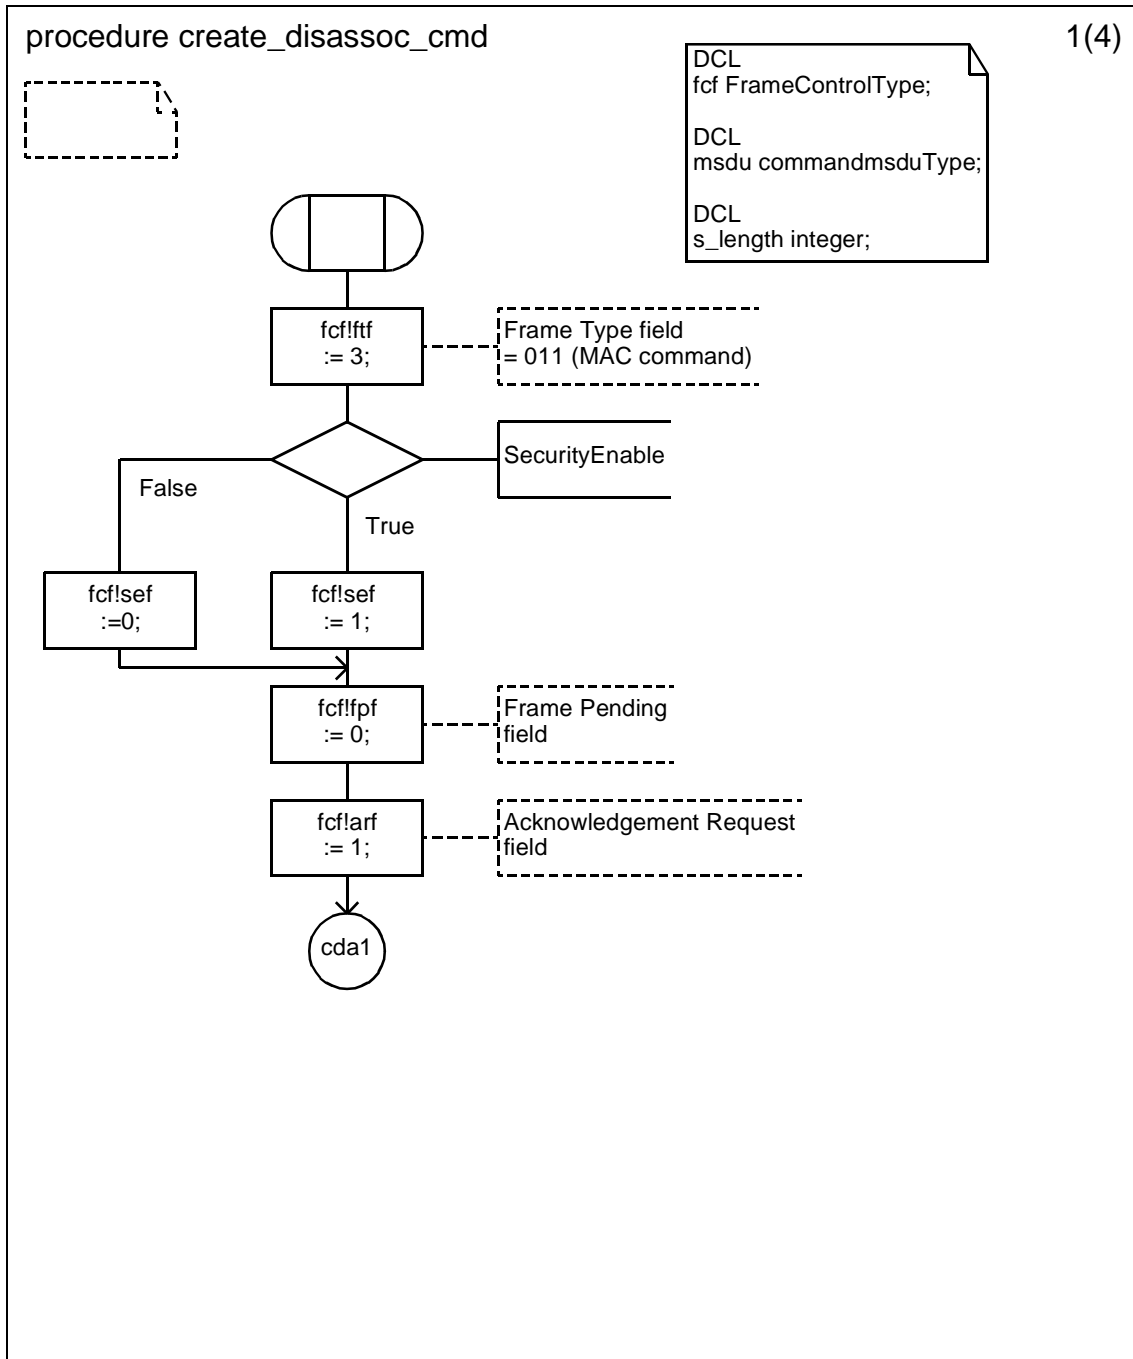 procedure create_disassoc_cmd
1(4)
DCL
fcf FrameControlType;
DCL
msdu commandmsduType;
DCL
s_length integer;
fcf!ftf
:= 3;
Frame Type field
= 011 (MAC command)
SecurityEnable
False
True
fcf!sef
:=0;
fcf!sef
:= 1;
fcf!fpf
:= 0;
Frame Pending
field
fcf!arf
:= 1;
Acknowledgement Request
field
cda1